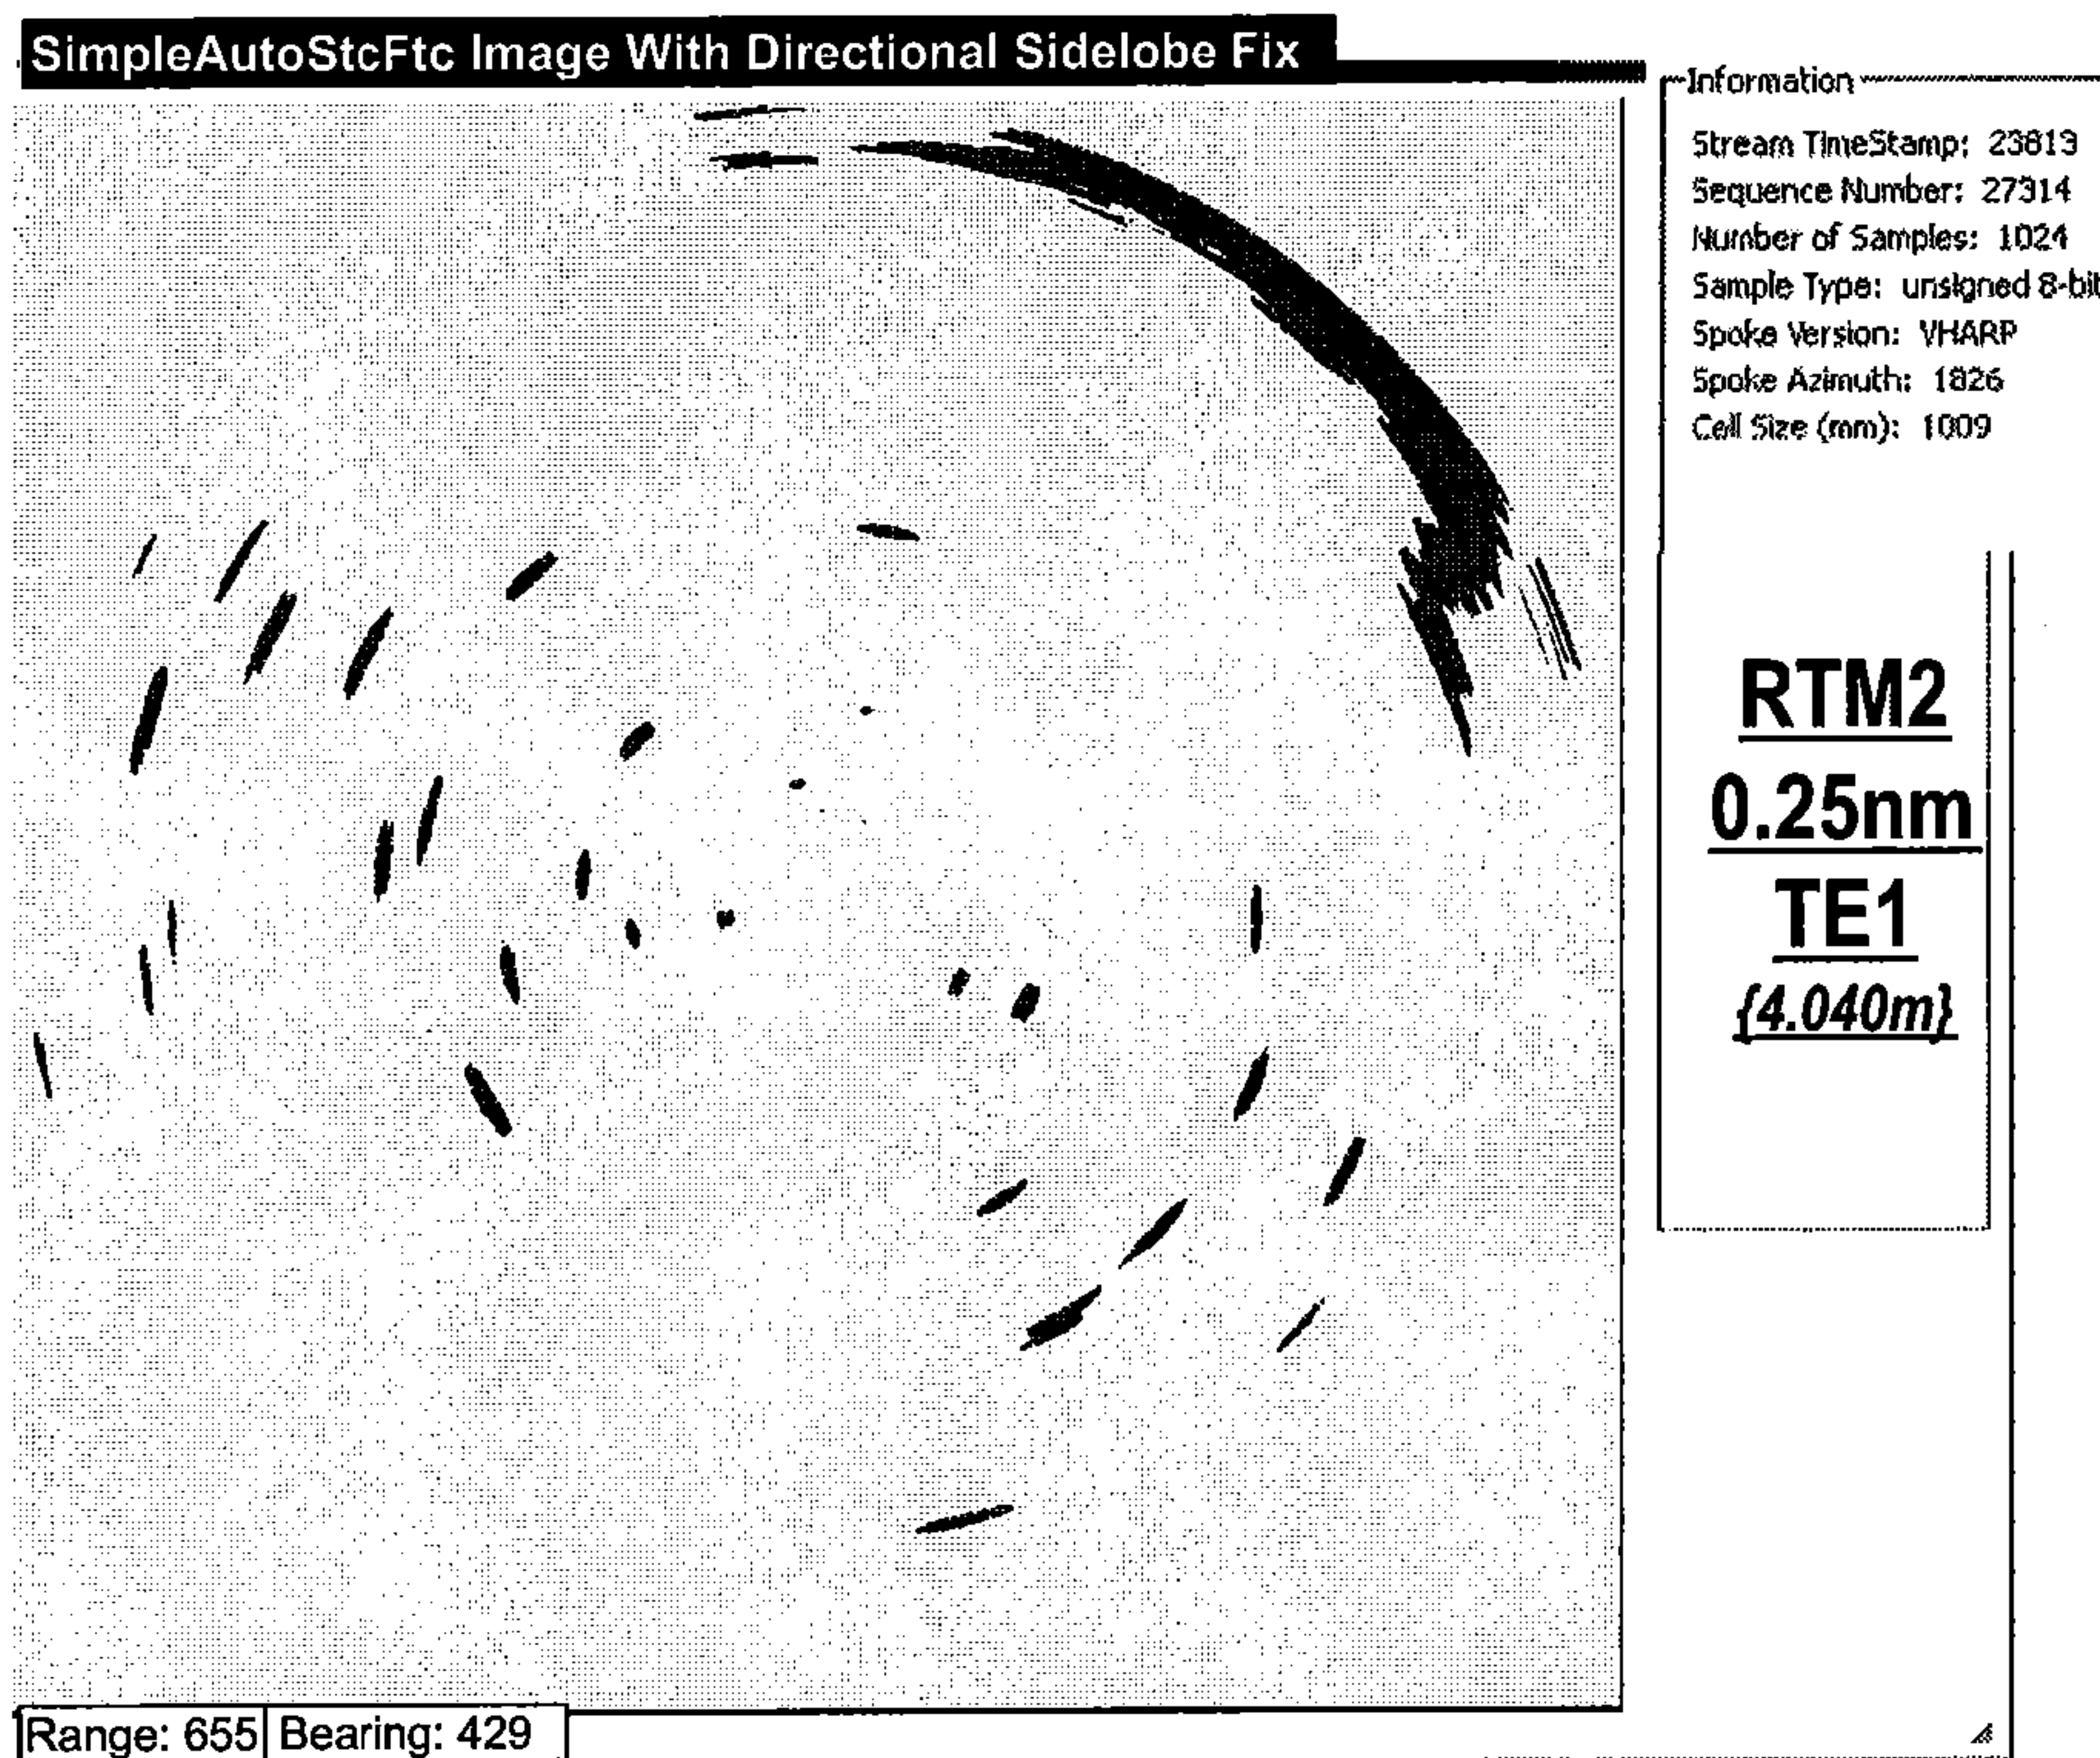 SimpleAutoStcFtc Image With Directional Sidelobe Fix
Information
Stream TimeStamp: 23819
Sequence Number: 27314
Number of Samples: 1024
Sample Type: unsigned 8-bit
Spoke Version: VHARP
Spoke Azimuth: 1826
Cell Size (mm): 1009
RTM2
0.25nm
TE1
{4.040m}
Range: 655 Bearing: 429